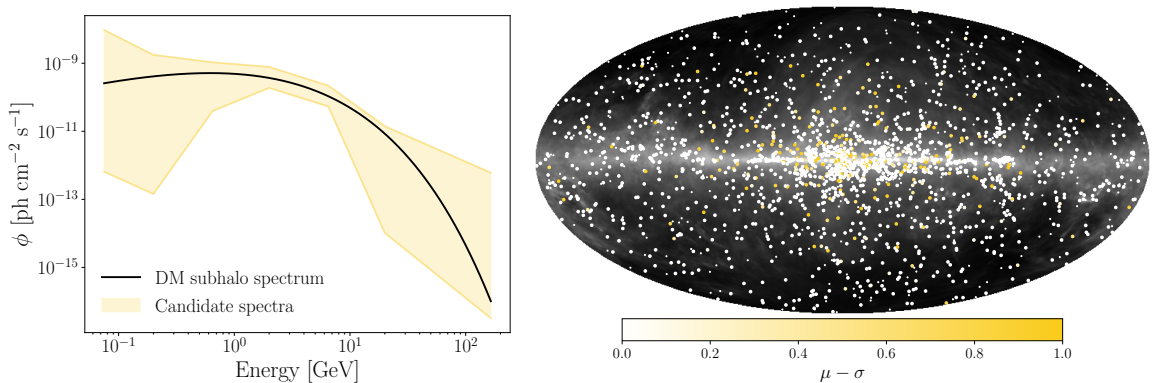 10⁻⁹
10⁻¹¹
10⁻¹³
10⁻¹⁵
ϕ [ph cm⁻² s⁻¹]
DM subhalo spectrum
Candidate spectra
10⁻¹ 10⁰ 10¹ 10²
Energy [GeV]
0.0 0.2 0.4 0.6 0.8 1.0
μ − σ